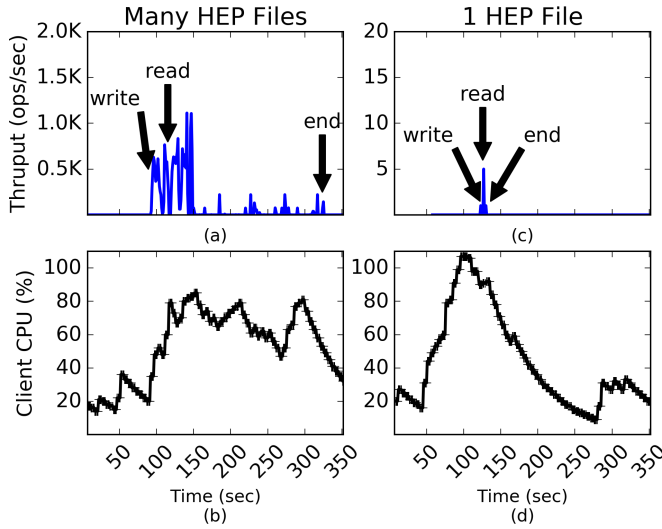 Many HEP Files
1 HEP File
Thruput (ops/sec)
2.0K
1.5K
1.0K
0.5K
write
read
end
(a)
20
15
10
5
write
read
end
(c)
Client CPU (%)
100
80
60
40
20
50 100 150 200 250 300 350
Time (sec)
(b)
100
80
60
40
20
50 100 150 200 250 300 350
Time (sec)
(d)